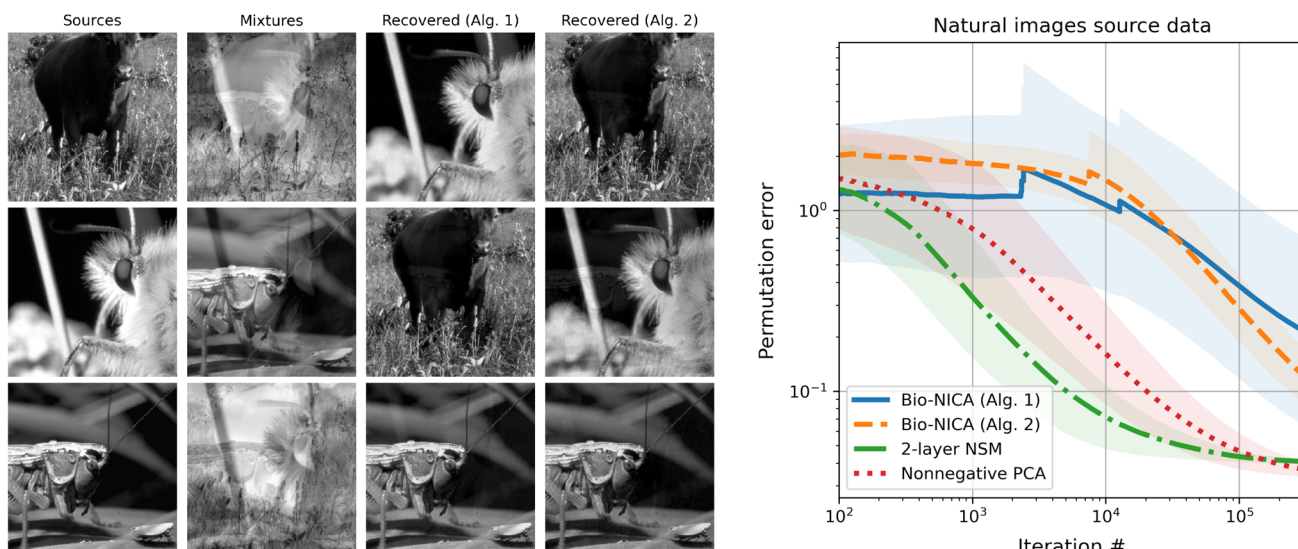 Sources
Mixtures
Recovered (Alg. 1)
Recovered (Alg. 2)
Natural images source data
Permutation error
10⁰
10⁻¹
Bio-NICA (Alg. 1)
Bio-NICA (Alg. 2)
2-layer NSM
Nonnegative PCA
10²
10³
10⁴
10⁵
Iteration #